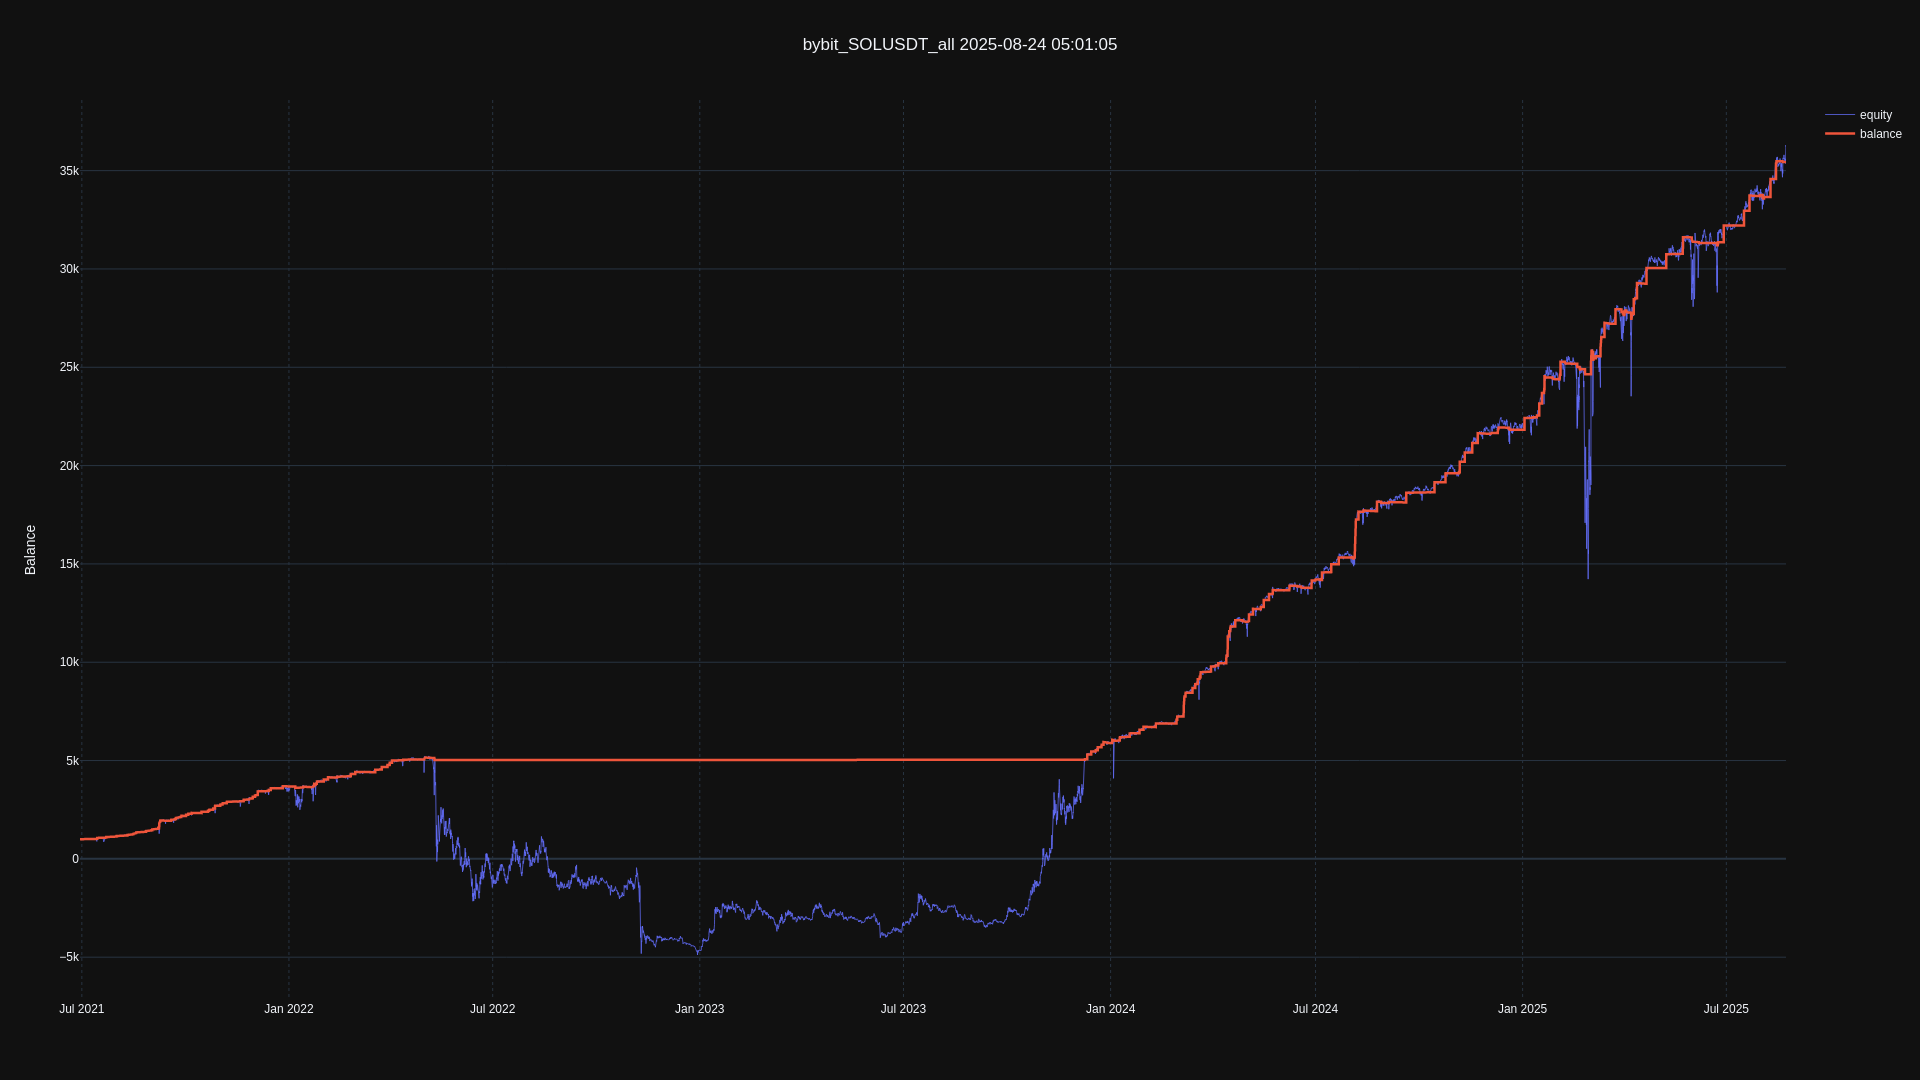 bybit_SOLUSDT_all 2025-08-24 05:01:05
equity
balance
Balance
35k
30k
25k
20k
15k
10k
5k
0
−5k
Jul 2021
Jan 2022
Jul 2022
Jan 2023
Jul 2023
Jan 2024
Jul 2024
Jan 2025
Jul 2025